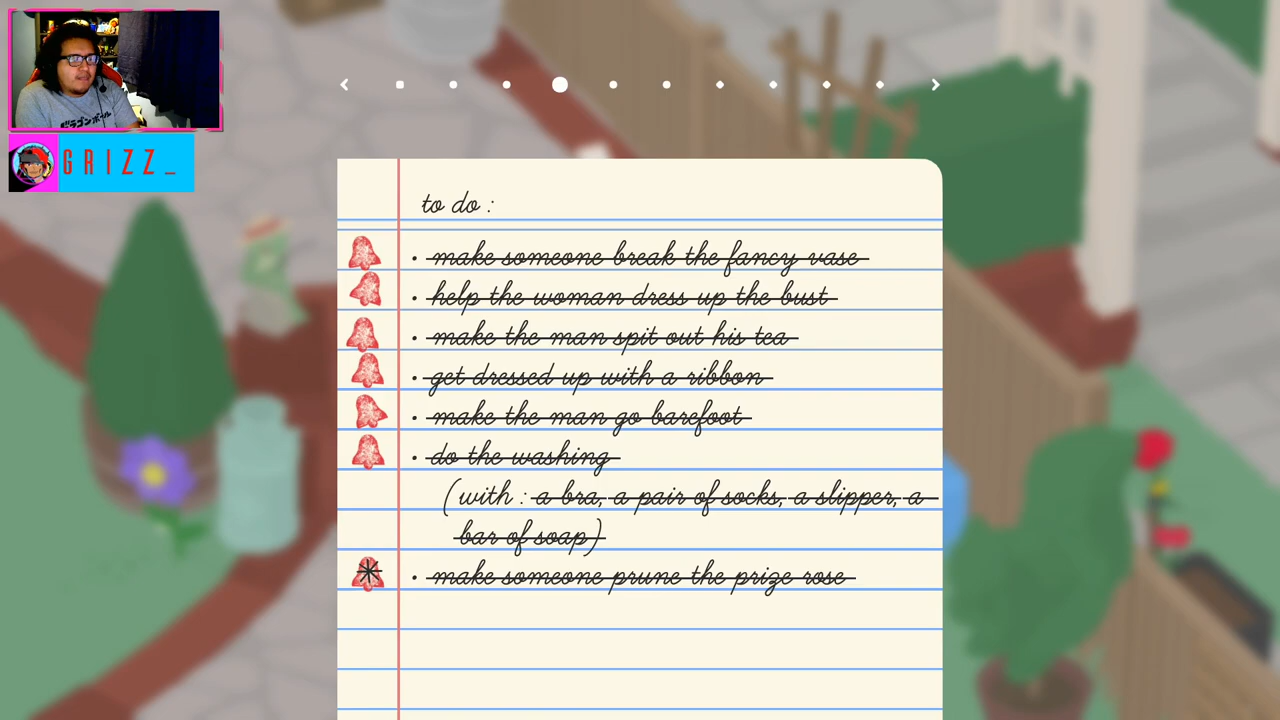 GRIZZ_
to do :
• make someone break the fancy vase
• help the woman dress up the bust
• make the man spit out his tea
• get dressed up with a ribbon
• make the man go barefoot
• do the washing
(with : a bra, a pair of socks, a slipper, a
bar of soap)
• make someone prune the prize rose